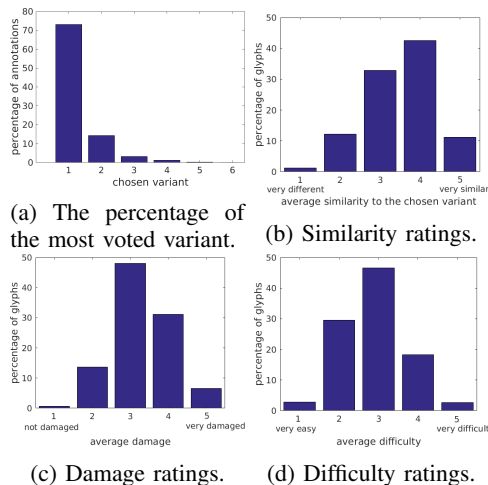 percentage of annotations
80
70
60
50
40
30
20
10
0
1 2 3 4 5 6
chosen variant
(a) The percentage of
the most voted variant.
percentage of glyphs
50
40
30
20
10
0
1 2 3 4 5
very different very similar
average similarity to the chosen variant
(b) Similarity ratings.
percentage of glyphs
50
40
30
20
10
0
1 2 3 4 5
not damaged very damaged
average damage
(c) Damage ratings.
percentage of glyphs
50
40
30
20
10
0
1 2 3 4 5
very easy very difficult
average difficulty
(d) Difficulty ratings.